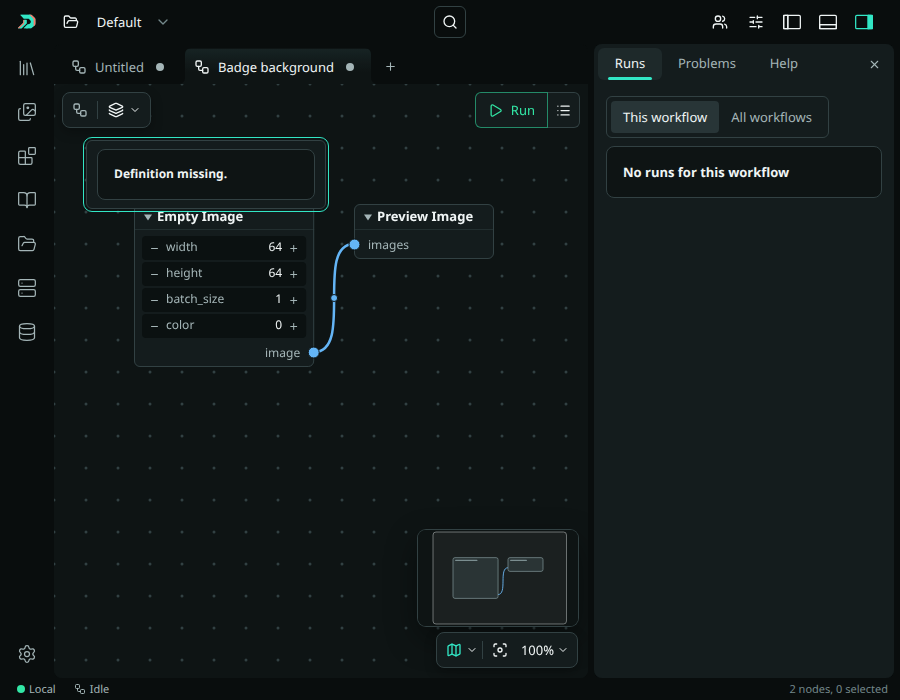 Default
Untitled
Badge background
Run
Definition missing.
Empty Image
width 64
height 64
batch_size 1
color 0
image
Preview Image
images
100%
Runs
Problems
Help
This workflow
All workflows
No runs for this workflow
Local
Idle
2 nodes, 0 selected